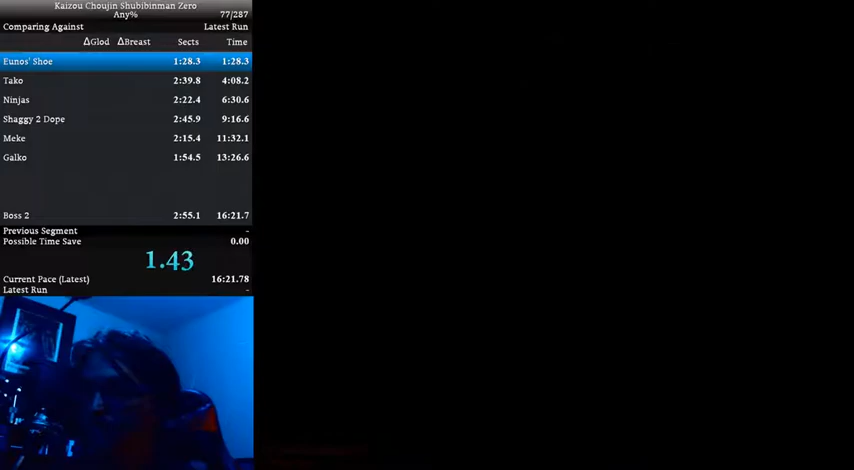 Kaizou Choujin Shubibinman Zero
Any% 77/287
Comparing Against Latest Run
ΔGlod ΔBreast Sects Time
Eunos' Shoe 1:28.3 1:28.3
Tako 2:39.8 4:08.2
Ninjas 2:22.4 6:30.6
Shaggy 2 Dope 2:45.9 9:16.6
Meke 2:15.4 11:32.1
Galko 1:54.5 13:26.6
Boss 2 2:55.1 16:21.7
Previous Segment -
Possible Time Save 0.00
1.43
Current Pace (Latest) 16:21.78
Latest Run -